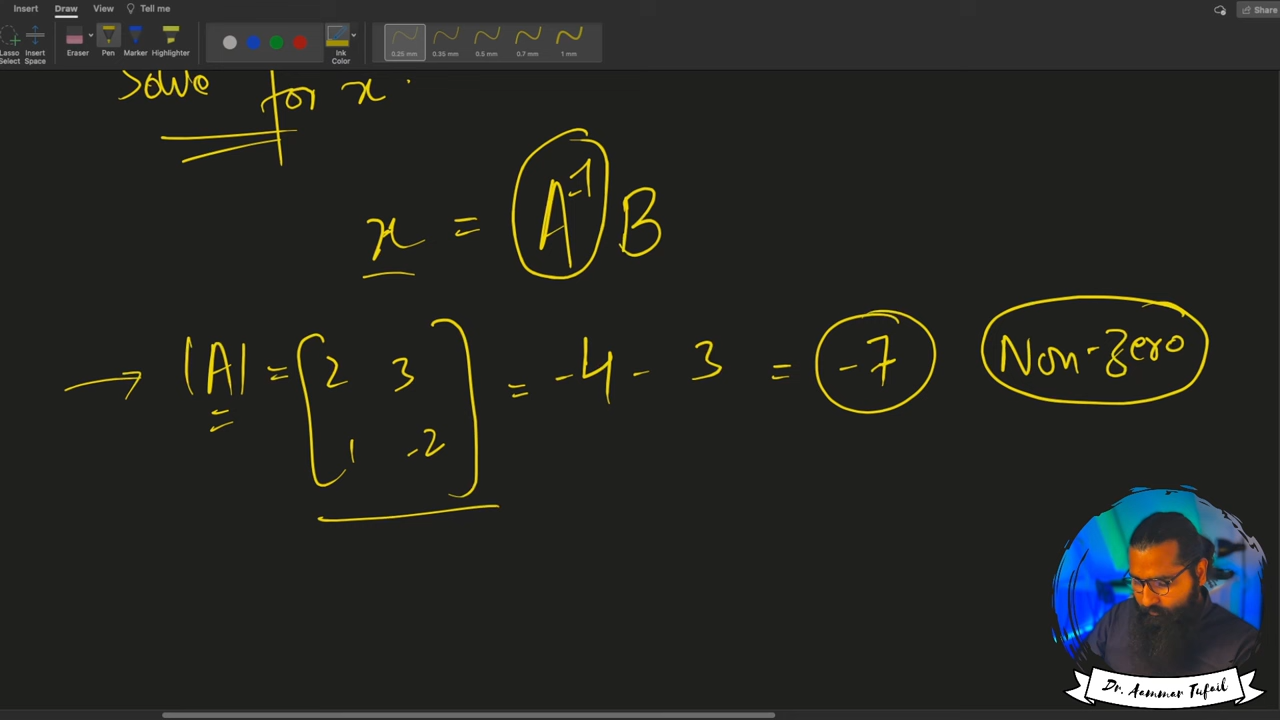 Insert Draw View Tell me Share
Lasso Select Insert Space Eraser Pen Marker Highlighter Ink Color 0.25 mm 0.35 mm 0.5 mm 0.7 mm 1 mm
Solve for x.
x = A⁻¹ B
|A| = [2 3 = -4 - 3 = -7 Non-Zero
1 -2]
Dr. Aammar Tufail